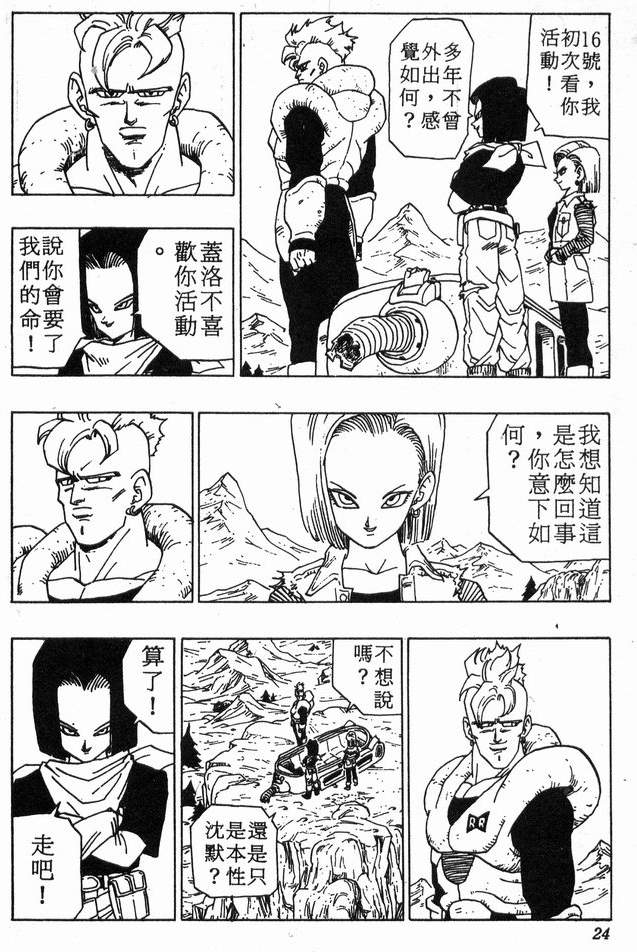 16號，我
初次看你
活動！
多年不曾
外出，感
覺如何？
蓋洛不喜
歡你活動
。
說你會要了
我們的命！
我想知道這
是怎麼回事
，你意下如
何？
RR
不想說
嗎？
還是只
是本性
沈默？
算了！
走吧！
24